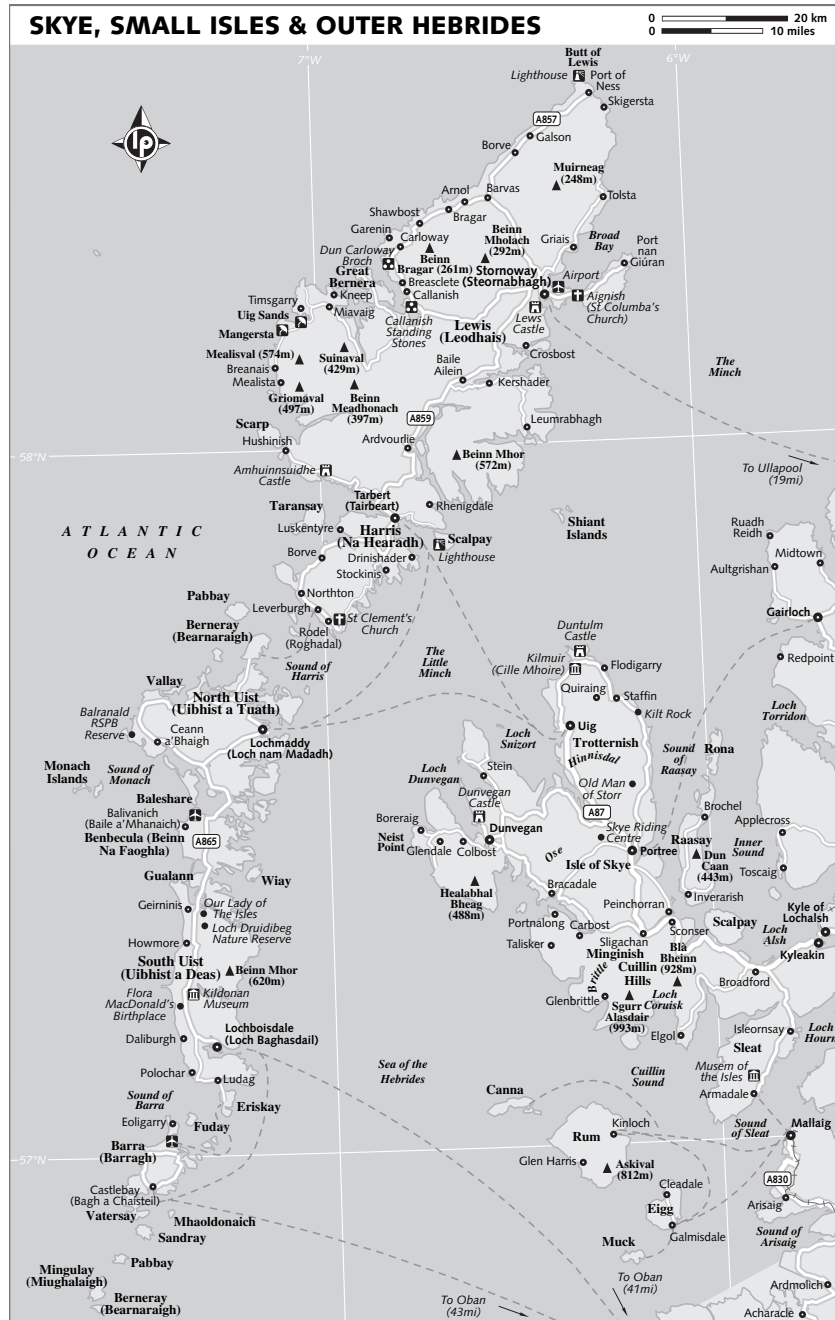 SKYE, SMALL ISLES & OUTER HEBRIDES
0 20 km
0 10 miles
7°W
6°W
lp
Butt of
Lewis
Lighthouse
Port of
Ness
Skigersta
A857
Galson
Borve
Muirneag
(248m)
Tolsta
Arnol
Barvas
Bragar
Shawbost
Garenin
Carloway
Dun Carloway
Broch
Beinn
Bragar (261m)
Beinn
Mholach
(292m)
Griais
Broad
Bay
Port
nan
Giúran
Great
Bernera
Breasclete
Callanish
Stornoway
(Steornabhagh)
Airport
Aignish
(St Columba's
Church)
Kneep
Timsgarry
Miavaig
Uig Sands
Mangersta
Callanish
Standing
Stones
Lewis
(Leodhais)
Lews
Castle
Mealisval (574m)
Suinaval
(429m)
Crosbost
Breanais
Mealista
Baile
Ailein
Kershader
Griomaval
(497m)
Beinn
Meadhonach
(397m)
The
Minch
Leumrabhagh
A859
Scarp
Hushinish
Ardvourlie
Beinn Mhor
(572m)
58°N
To Ullapool
(19mi)
Amhuinnsuidhe
Castle
Tarbert
(Tairbeart)
Rhenigdale
Taransay
Luskentyre
Harris
(Na Hearadh)
Scalpay
Lighthouse
Shiant
Islands
ATLANTIC
OCEAN
Borve
Drinishader
Stockinis
Ruadh
Reidh
Midtown
Aultgrishan
Northton
Leverburgh
Pabbay
Berneray
(Bearnaraigh)
Rodel
(Roghadal)
St Clement's
Church
Gairloch
Redpoint
Duntulm
Castle
Kilmuir
(Cille Mhoire)
Flodigarry
The
Little
Minch
Sound of
Harris
Quiraing
Staffin
Kilt Rock
Vallay
North Uist
(Uibhist a Tuath)
Balranald
RSPB
Reserve
Ceann
a'Bhaigh
Lochmaddy
(Loch nam Madadh)
Uig
Trotternish
Hinnisdal
Loch
Snizort
Sound
of
Raasay
Rona
Loch
Torridon
Monach
Islands
Sound of
Monach
Stein
Loch
Dunvegan
Dunvegan
Castle
Old Man
of Storr
Baleshare
Balivanich
(Baile a'Mhanaich)
A87
Brochel
Applecross
Boreraig
Dunvegan
Skye Riding
Centre
Benbecula (Beinn
Na Faoghla)
A865
Neist
Point
Glendale
Colbost
Ose
Isle of Skye
Portree
Raasay
Dun
Caan
(443m)
Inner
Sound
Toscaig
Gualann
Wiay
Healabhal
Bheag
(488m)
Bracadale
Peinchorran
Inverarish
Geirninis
Our Lady of
The Isles
Loch Druidibeg
Nature Reserve
Portnalong
Carbost
Sconser
Scalpay
Kyle of
Lochalsh
Talisker
Sligachan
Minginish
Bla
Bheinn
(928m)
Loch
Alsh
Kyleakin
Howmore
South Uist
(Uibhist a Deas)
Beinn Mhor
(620m)
Cuillin
Hills
Brittle
Broadford
Glenbrittle
Loch
Coruisk
Sgurr
Alasdair
(993m)
Flora
MacDonald's
Birthplace
Kildonan
Museum
Lochboisdale
(Loch Baghasdail)
Isleornsay
Loch
Hourn
Elgol
Sleat
Daliburgh
Musem of
the Isles
Armadale
Sea of the
Hebrides
Cuillin
Sound
Polochar
Ludag
Canna
Sound of
Barra
Eriskay
Eoligarry
Fuday
Sound
of Sleat
Mallaig
Barra
(Barragh)
Kinloch
Rum
57°N
Glen Harris
Askival
(812m)
A830
Castlebay
(Bagh a Chaisteil)
Cleadale
Arisaig
Vatersay
Mhaoldonaich
Sandray
Eigg
Galmisdale
Sound of
Arisaig
Muck
Pabbay
Mingulay
(Miughalaigh)
To Oban
(41mi)
Ardmolich
Berneray
(Bearnaraigh)
To Oban
(43mi)
Acharacle